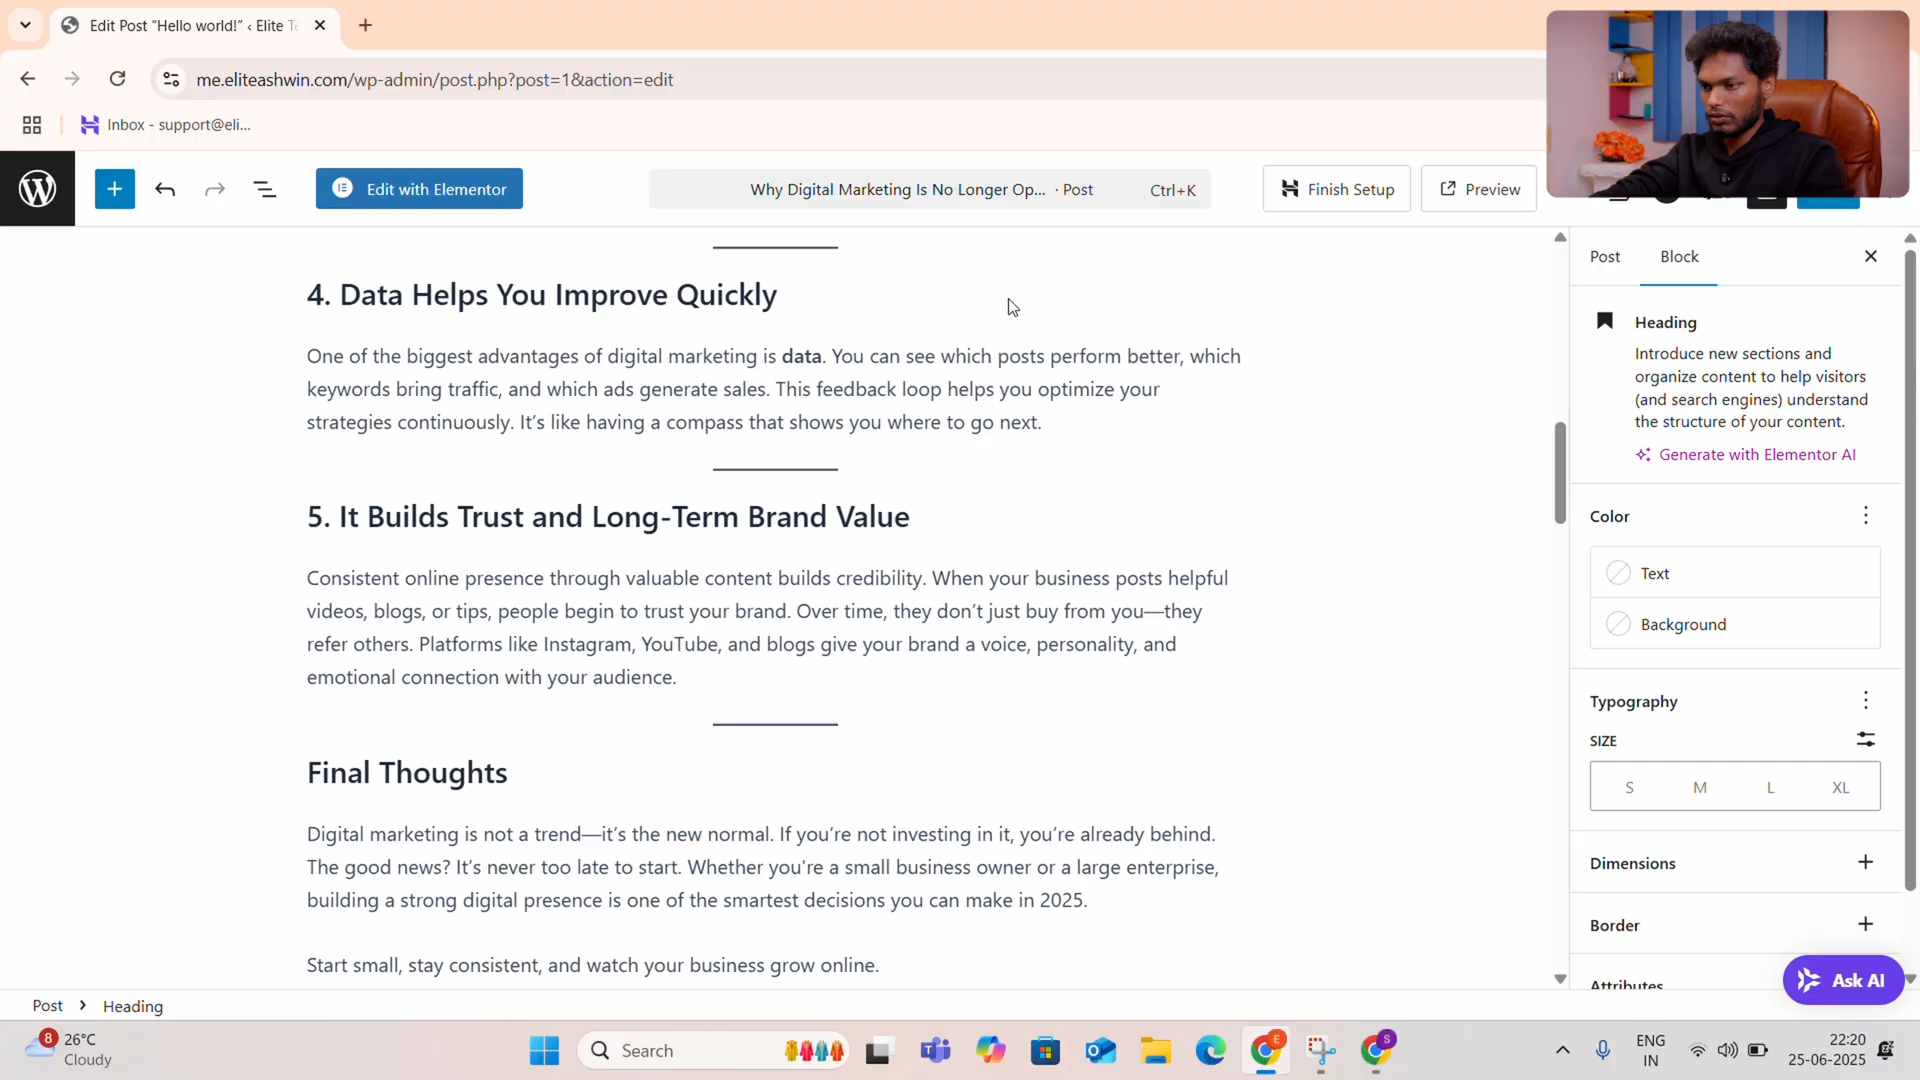 Edit Post “Hello world!” ‹ Elite Te
me.eliteashwin.com/wp-admin/post.php?post=1&action=edit
Inbox - support@eli...
Edit with Elementor
Why Digital Marketing Is No Longer Op... · Post
Ctrl+K
Finish Setup
Preview
4. Data Helps You Improve Quickly
One of the biggest advantages of digital marketing is data. You can see which posts perform better, which
keywords bring traffic, and which ads generate sales. This feedback loop helps you optimize your
strategies continuously. It’s like having a compass that shows you where to go next.
5. It Builds Trust and Long-Term Brand Value
Consistent online presence through valuable content builds credibility. When your business posts helpful
videos, blogs, or tips, people begin to trust your brand. Over time, they don’t just buy from you—they
refer others. Platforms like Instagram, YouTube, and blogs give your brand a voice, personality, and
emotional connection with your audience.
Final Thoughts
Digital marketing is not a trend—it’s the new normal. If you’re not investing in it, you’re already behind.
The good news? It’s never too late to start. Whether you're a small business owner or a large enterprise,
building a strong digital presence is one of the smartest decisions you can make in 2025.
Start small, stay consistent, and watch your business grow online.
Post
Block
Heading
Introduce new sections and
organize content to help visitors
(and search engines) understand
the structure of your content.
Generate with Elementor AI
Color
Text
Background
Typography
SIZE
S M L XL
Dimensions
Border
Attributes
Ask AI
Post > Heading
8
26°C
Cloudy
Search
E
S
ENG
IN
22:20
25-06-2025